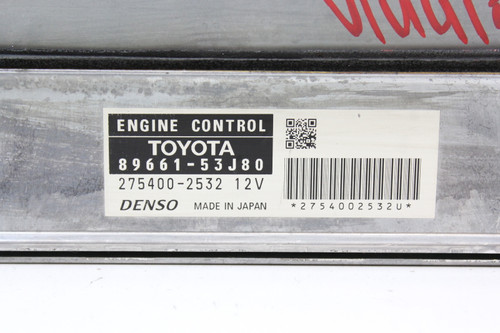 ENGINE CONTROL
TOYOTA
89661-53J80
275400-2532 12V
DENSO MADE IN JAPAN
*2754002532U*